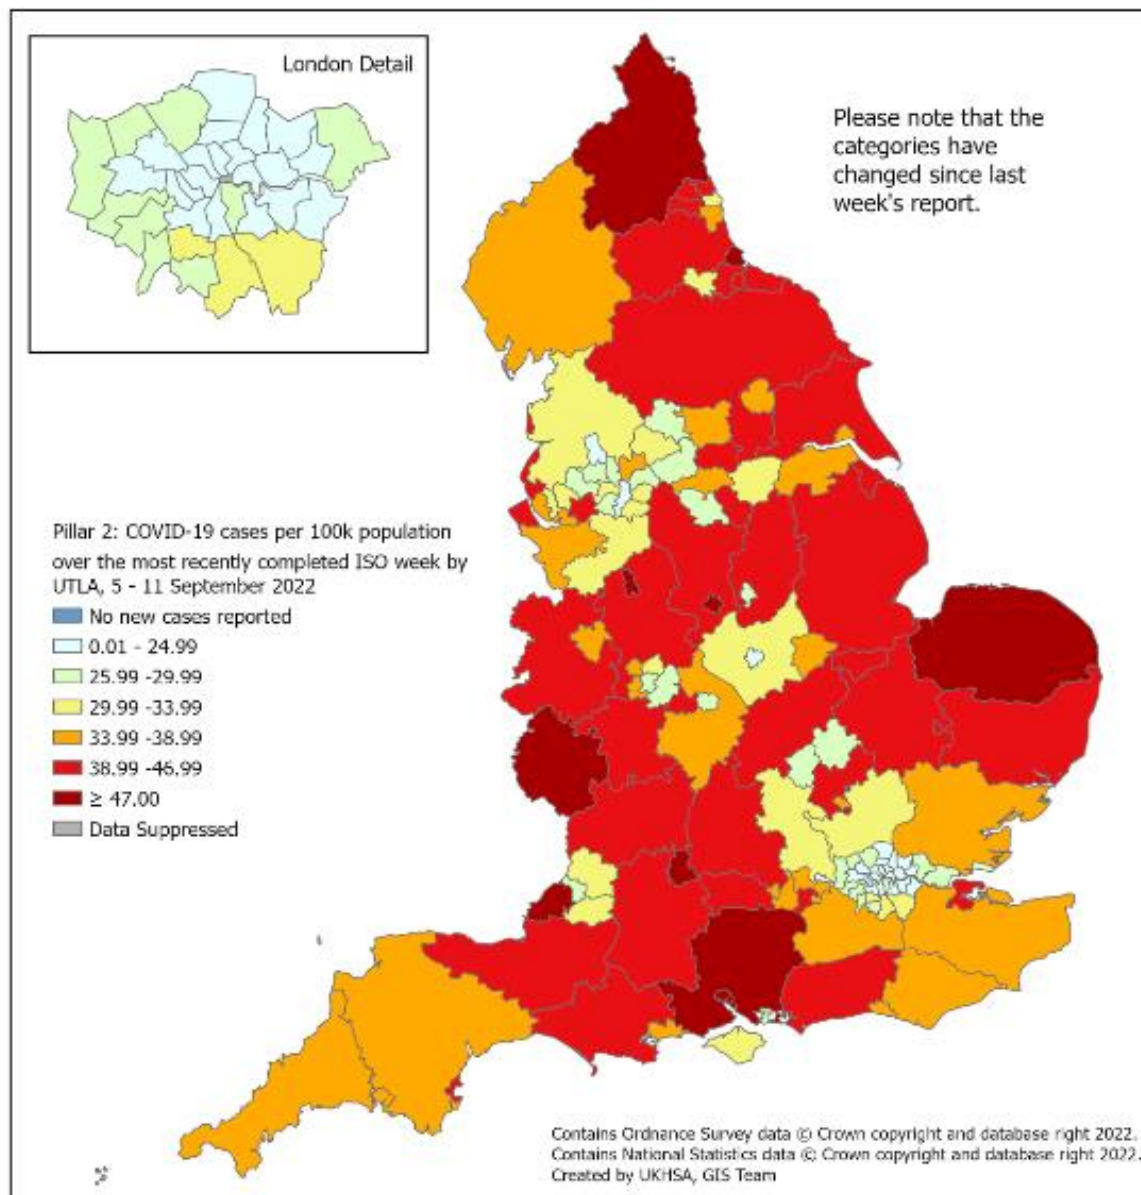 London Detail
Please note that the
categories have
changed since last
week's report.
Pillar 2: COVID-19 cases per 100k population
over the most recently completed ISO week by
UTLA, 5 - 11 September 2022
No new cases reported
0.01 - 24.99
25.99 -29.99
29.99 -33.99
33.99 -38.99
38.99 -46.99
≥ 47.00
Data Suppressed
Contains Ordnance Survey data © Crown copyright and database right 2022.
Contains National Statistics data © Crown copyright and database right 2022.
Created by UKHSA, GIS Team